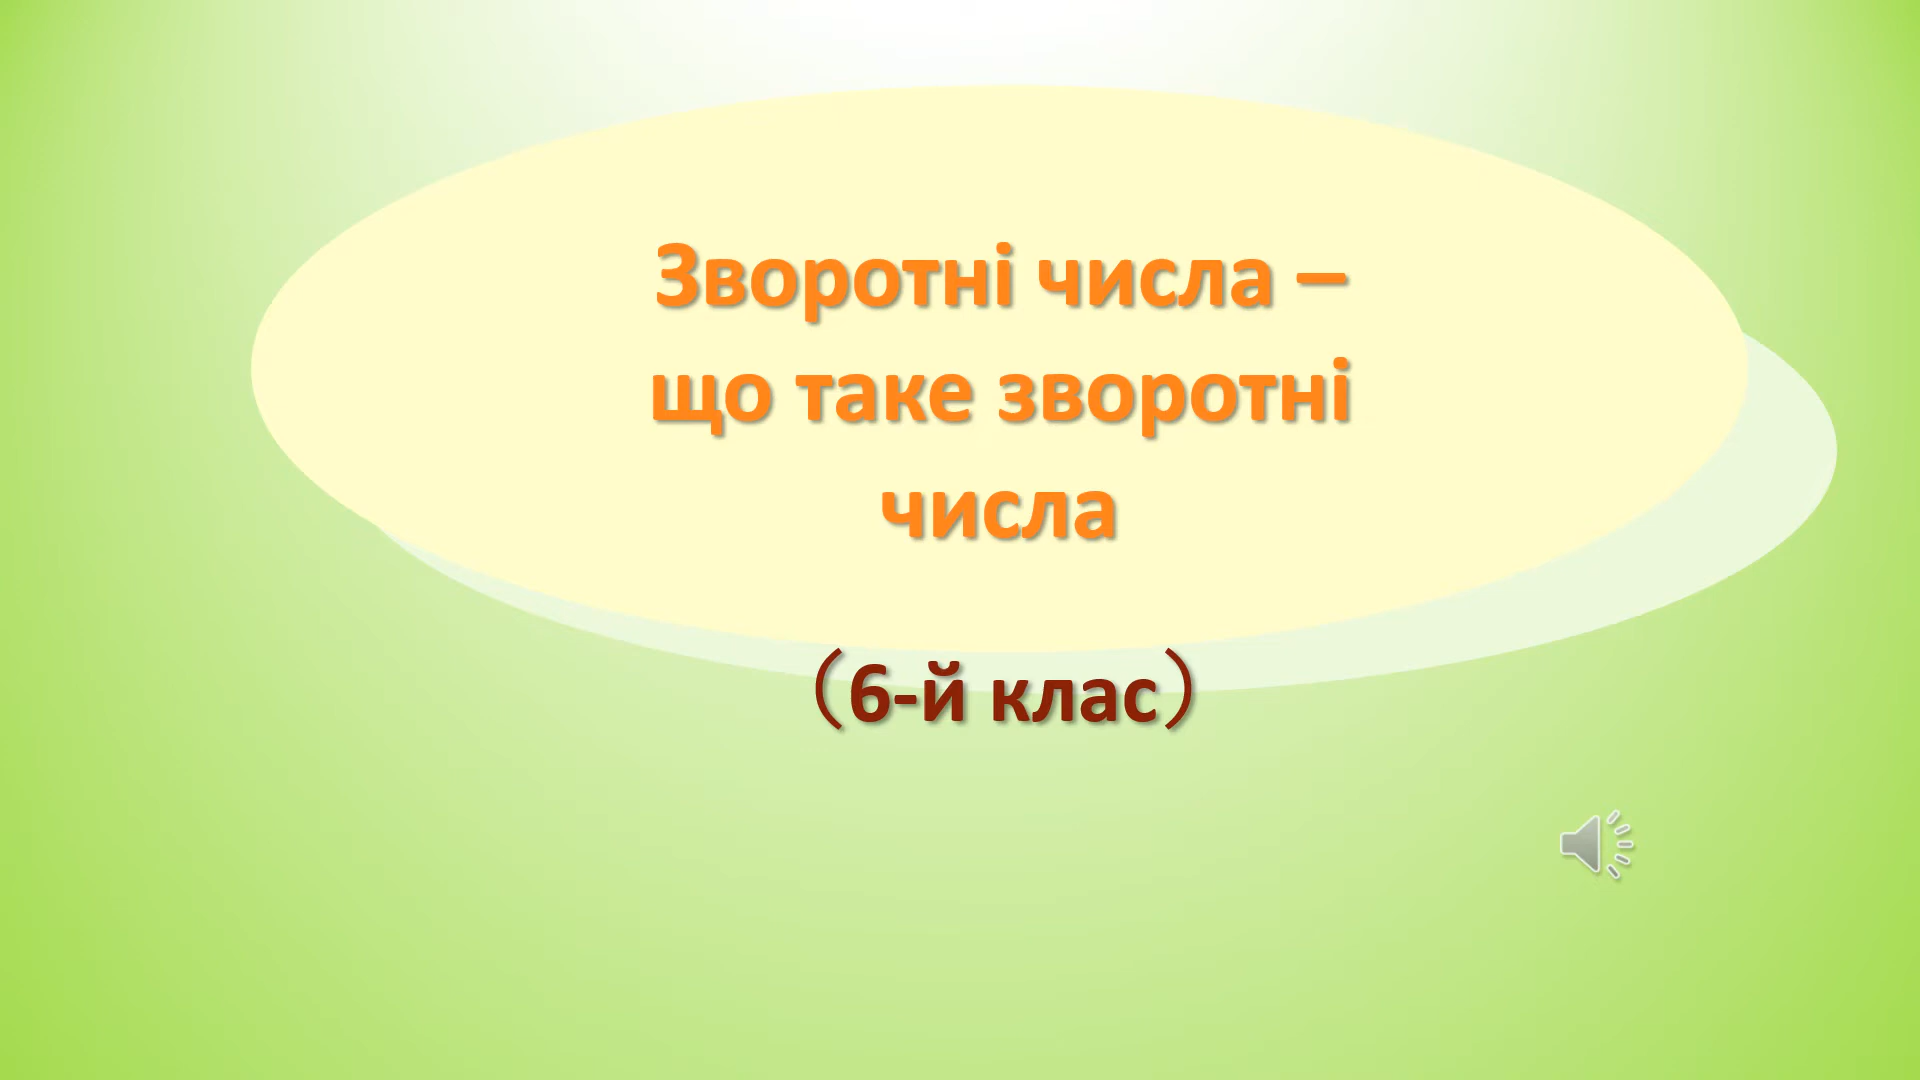 Зворотні числа –
що таке зворотні
числа
（6-й клас）